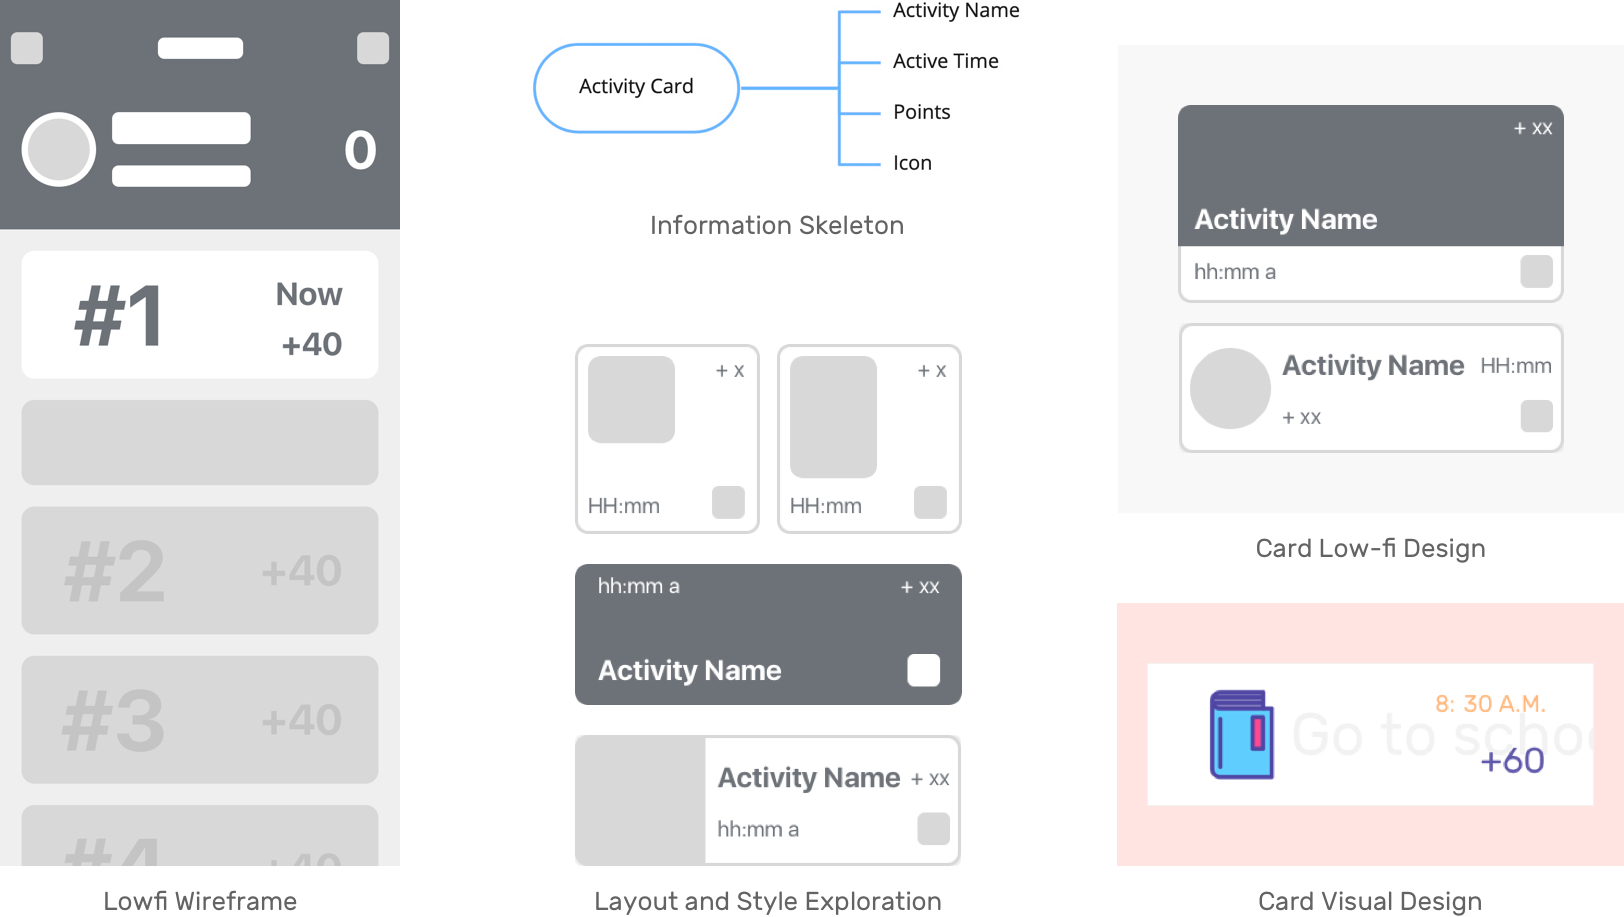 0
#1
Now
+40
#2
+40
#3
+40
#4
+40
Lowfi Wireframe
Activity Card
Activity Name
Active Time
Points
Icon
Information Skeleton
+ x
HH:mm
+ x
HH:mm
hh:mm a
+ xx
Activity Name
Activity Name + xx
hh:mm a
Layout and Style Exploration
+ xx
Activity Name
hh:mm a
Activity Name HH:mm
+ xx
Card Low-fi Design
8: 30 A.M.
Go to schoo
+60
Card Visual Design